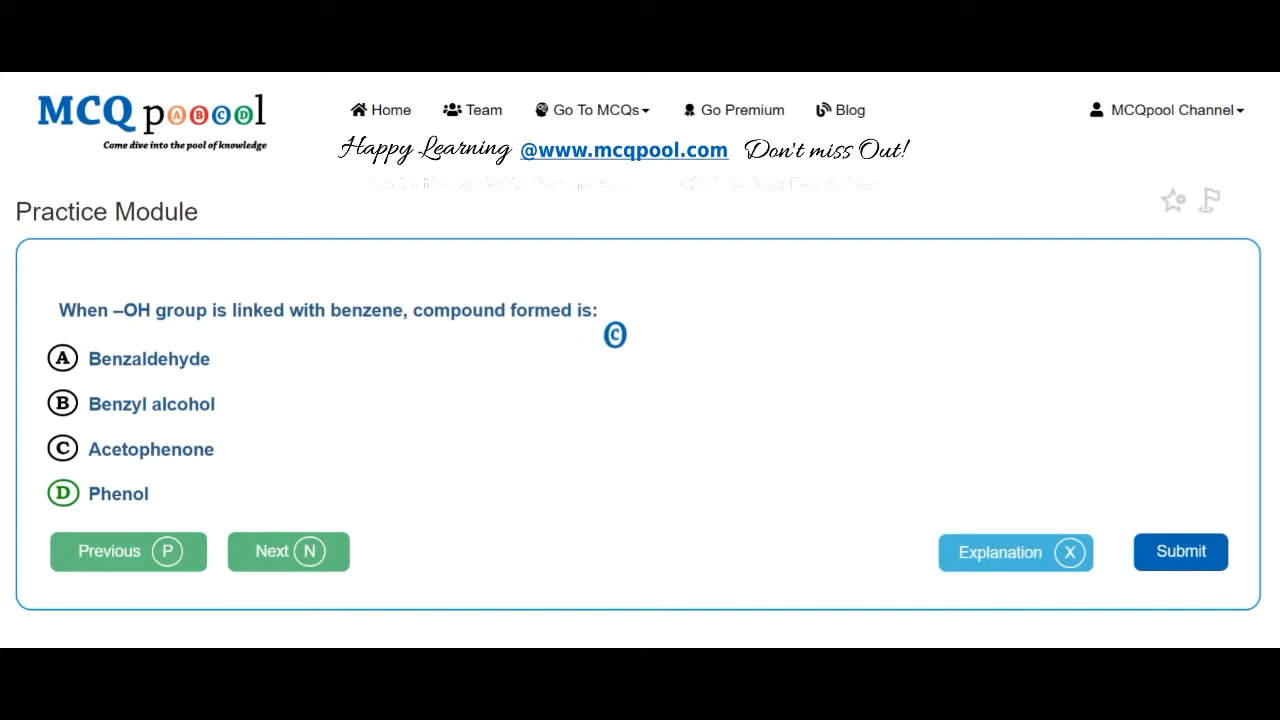 MCQ pABCDl
Come dive into the pool of knowledge
Home Team Go To MCQs Go Premium Blog MCQpool Channel
Happy Learning @www.mcqpool.com Don't miss Out!
Practice Module
When –OH group is linked with benzene, compound formed is:
C
A Benzaldehyde
B Benzyl alcohol
C Acetophenone
D Phenol
Previous P Next N Explanation X Submit